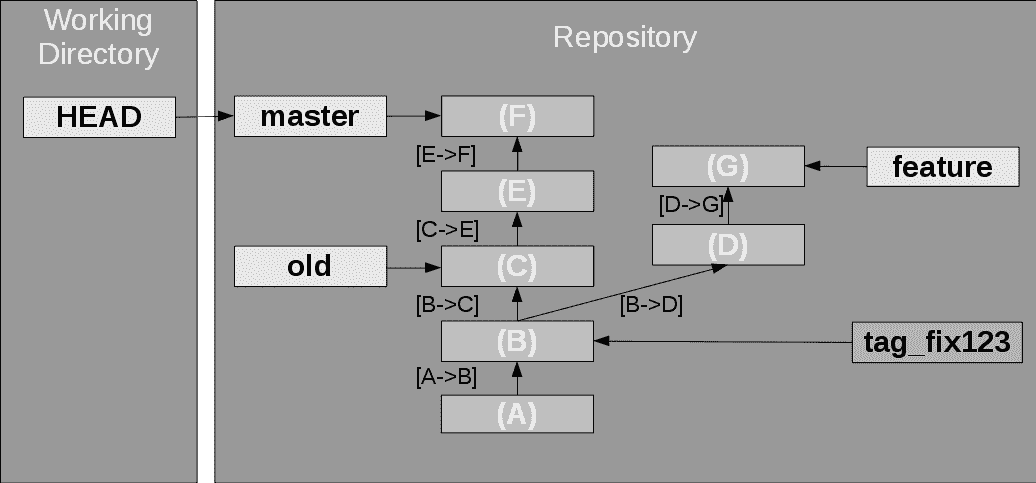 Working
Directory
Repository
HEAD
master
(F)
[E->F]
(G)
feature
(E)
[D->G]
[C->E]
(D)
old
(C)
[B->C]
[B->D]
(B)
tag_fix123
[A->B]
(A)